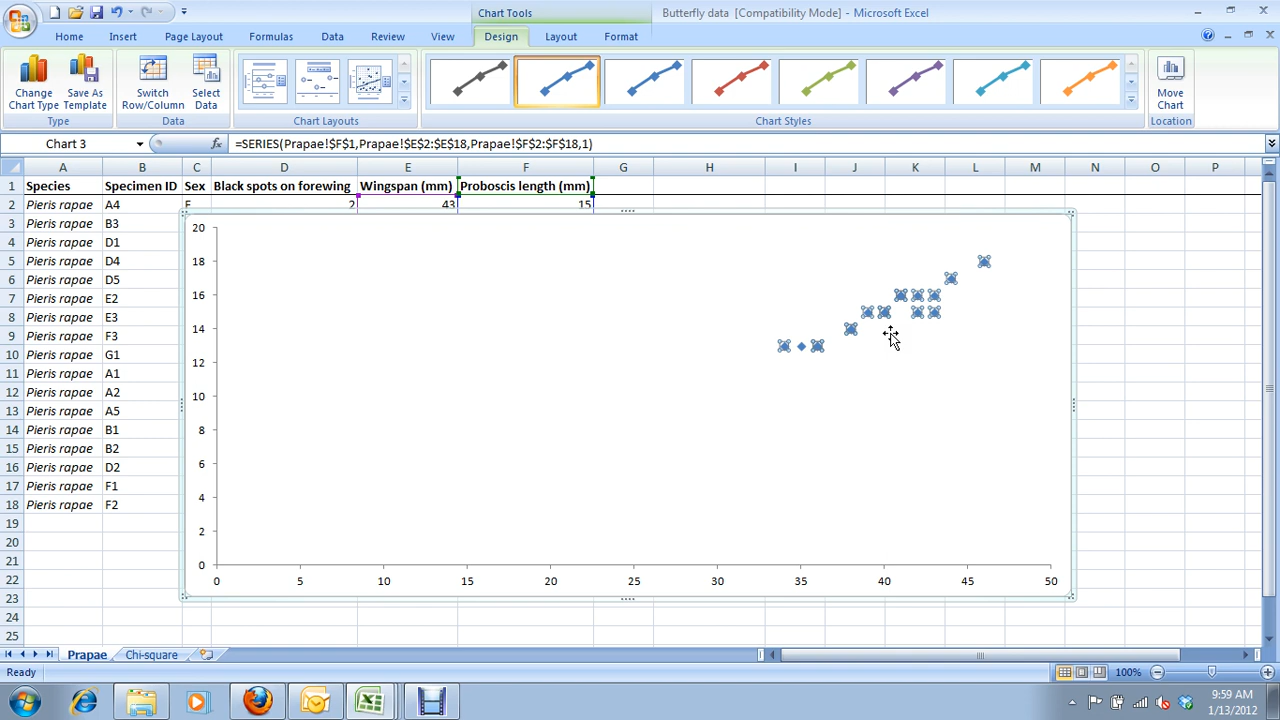 Chart Tools
Butterfly data [Compatibility Mode] - Microsoft Excel
Home Insert Page Layout Formulas Data Review View Design Layout Format
Change Chart Type
Save As Template
Switch Row/Column
Select Data
Move Chart
Type Data Chart Layouts Chart Styles Location
Chart 3 fx =SERIES(Prapae!$F$1,Prapae!$E$2:$E$18,Prapae!$F$2:$F$18,1)
A B C D E F G H I J K L M N O P
1 Species Specimen ID Sex Black spots on forewing Wingspan (mm) Proboscis length (mm)
2 Pieris rapae A4 F 2 43 15
3 Pieris rapae B3
4 Pieris rapae D1
5 Pieris rapae D4
6 Pieris rapae D5
7 Pieris rapae E2
8 Pieris rapae E3
9 Pieris rapae F3
10 Pieris rapae G1
11 Pieris rapae A1
12 Pieris rapae A2
13 Pieris rapae A5
14 Pieris rapae B1
15 Pieris rapae B2
16 Pieris rapae D2
17 Pieris rapae F1
18 Pieris rapae F2
19
20
21
22
23
24
25
20
18
16
14
12
10
8
6
4
2
0
0 5 10 15 20 25 30 35 40 45 50
Prapae Chi-square
Ready 100%
9:59 AM
1/13/2012